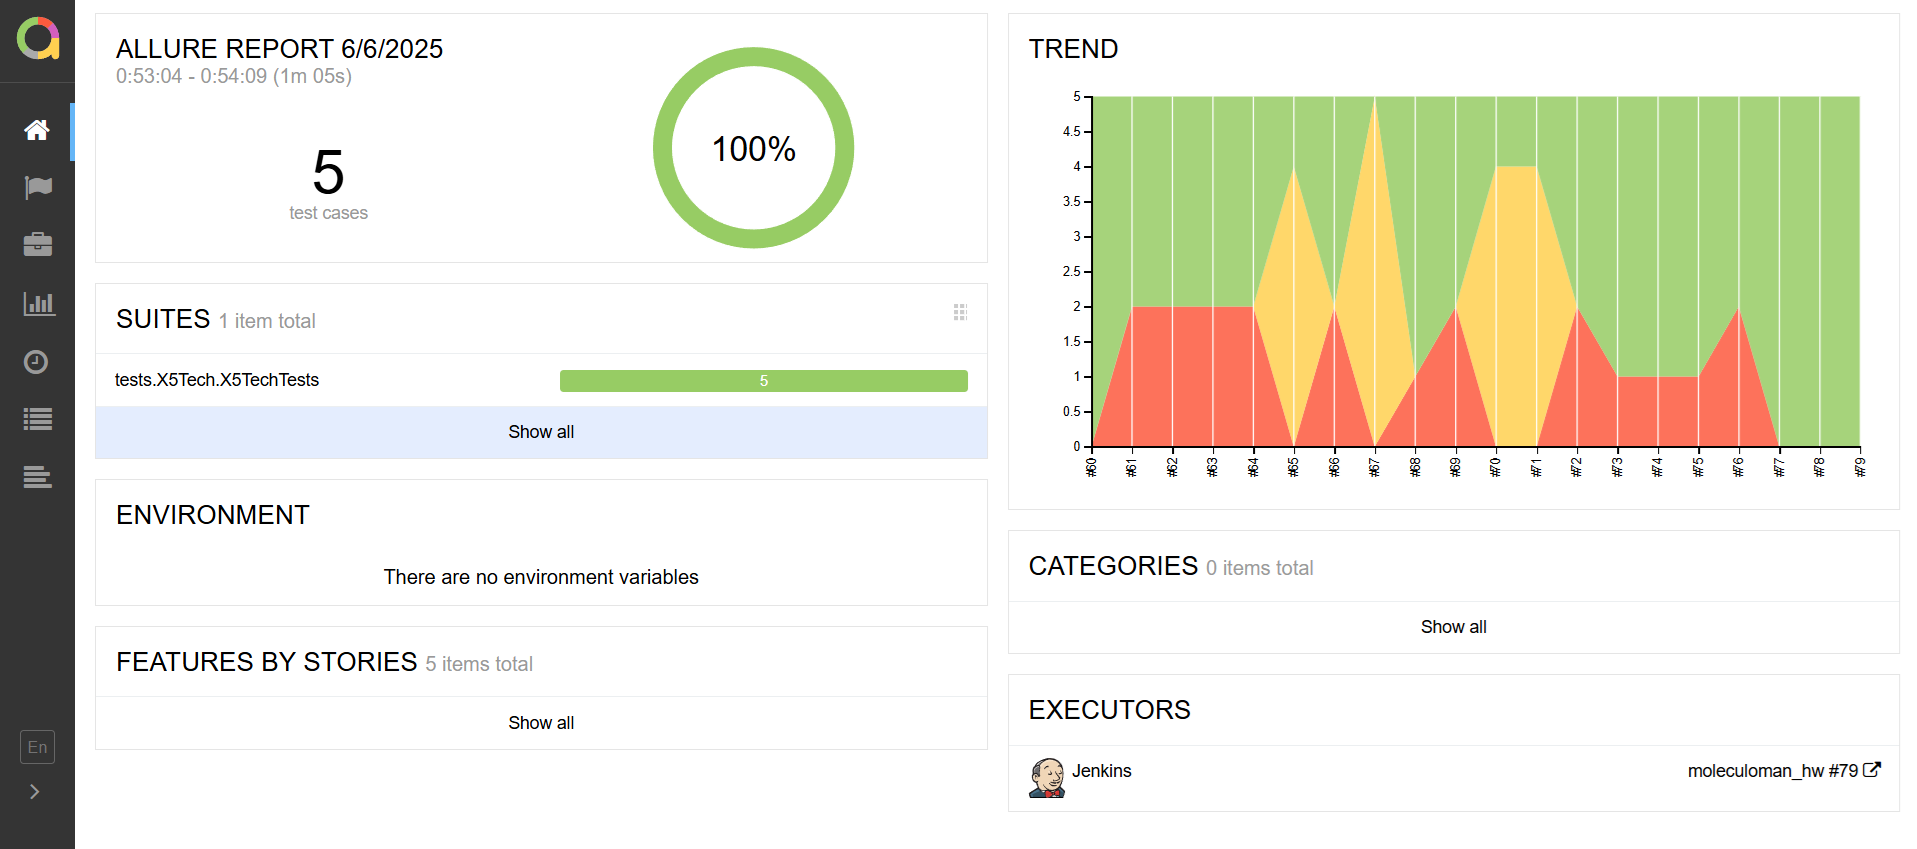 ALLURE REPORT 6/6/2025
0:53:04 - 0:54:09 (1m 05s)
5
test cases
100%
SUITES 1 item total
tests.X5Tech.X5TechTests 5
Show all
ENVIRONMENT
There are no environment variables
FEATURES BY STORIES 5 items total
Show all
En
TREND
5
4.5
4
3.5
3
2.5
2
1.5
1
0.5
0
#60 #61 #62 #63 #64 #65 #66 #67 #68 #69 #70 #71 #72 #73 #74 #75 #76 #77 #78 #79
CATEGORIES 0 items total
Show all
EXECUTORS
Jenkins moleculoman_hw #79